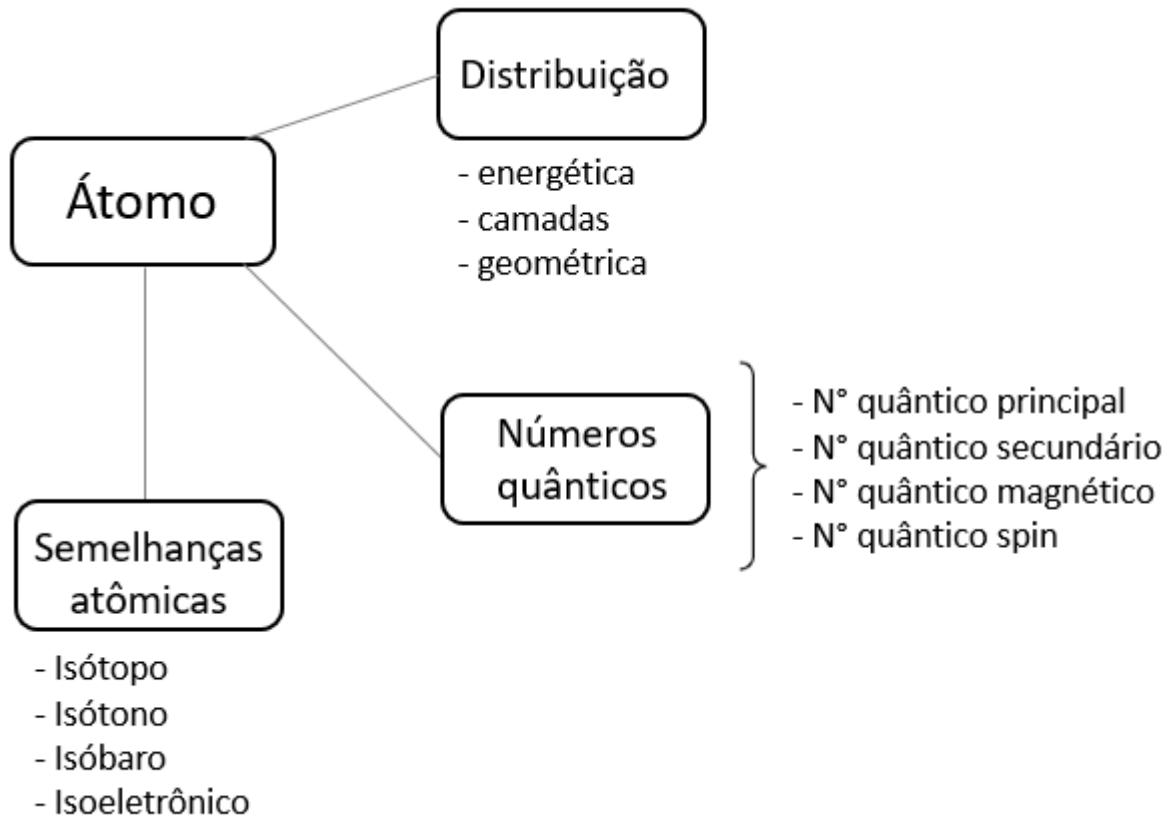 Distribuição
- energética
- camadas
- geométrica
Átomo
Números
quânticos
- N° quântico principal
- N° quântico secundário
- N° quântico magnético
- N° quântico spin
Semelhanças
atômicas
- Isótopo
- Isótono
- Isóbaro
- Isoeletrônico